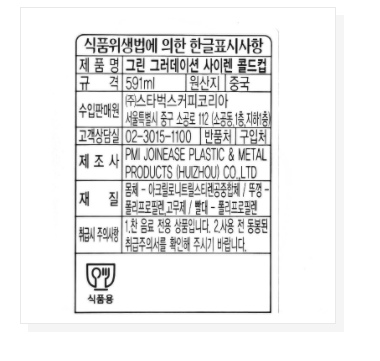 식품위생법에 의한 한글표시사항
제 품 명 그린 그러데이션 사이렌 콜드컵
규 격 591ml 원산지 중국
수입판매원 ㈜스타벅스커피코리아
서울특별시 중구 소공로 112 (소공동,1층,지하1층)
고객상담실 02-3015-1100 반품처 구입처
제 조 사 PMI JOINEASE PLASTIC & METAL
PRODUCTS (HUIZHOU) CO.,LTD
재 질 몸체 - 아크릴로니트릴스티렌공중합체 / 뚜껑 -
폴리프로필렌,고무제 / 빨대 - 폴리프로필렌
취급시 주의사항 1.찬 음료 전용 상품입니다. 2.사용 전 동봉된
취급주의서를 확인해 주시기 바랍니다.
식품용